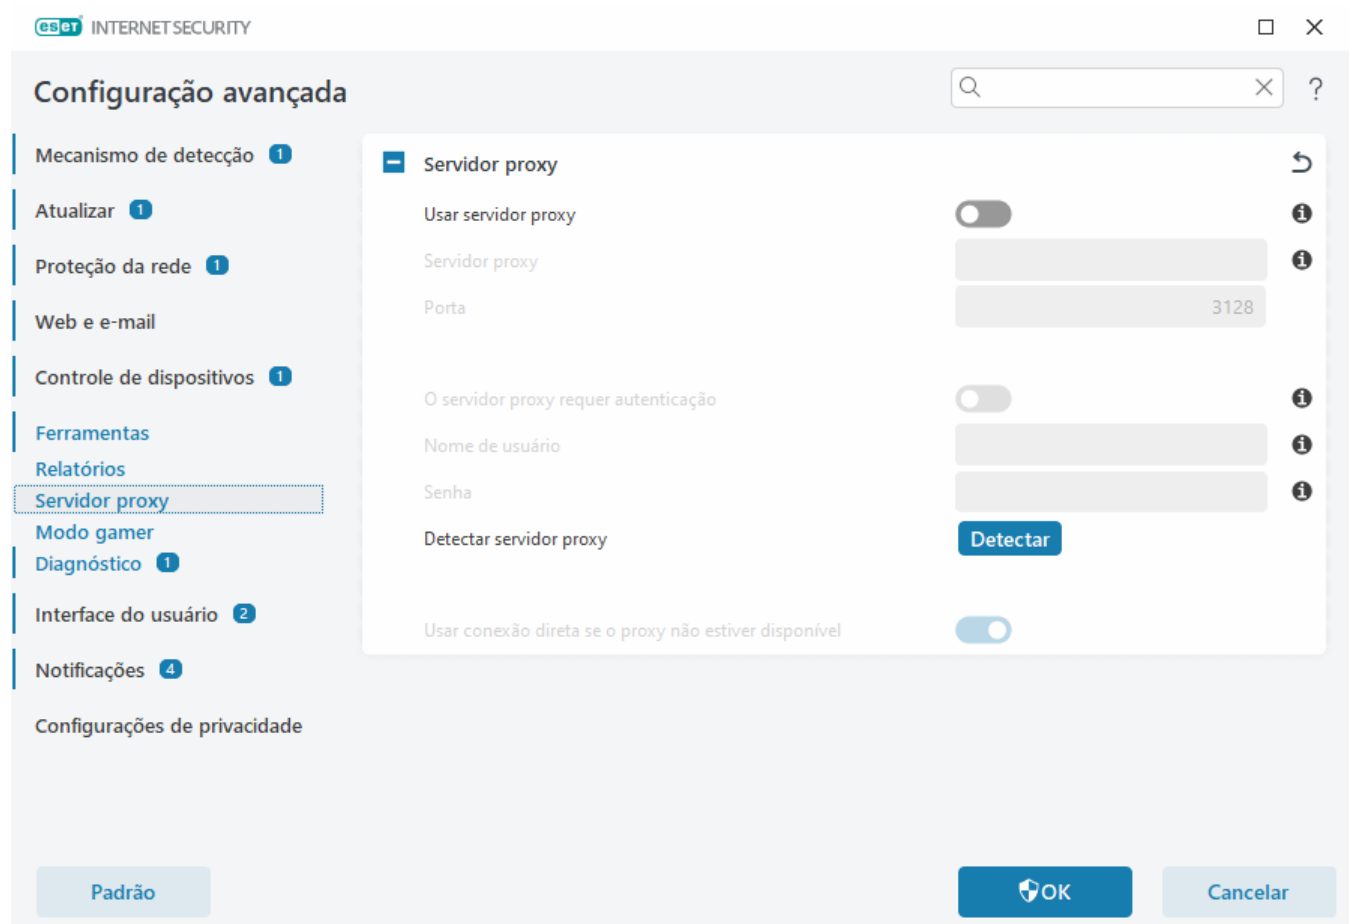 eset INTERNET SECURITY
Configuração avançada
?
Mecanismo de detecção 1
Atualizar 1
Proteção da rede 1
Web e e-mail
Controle de dispositivos 1
Ferramentas
Relatórios
Servidor proxy
Modo gamer
Diagnóstico 1
Interface do usuário 2
Notificações 4
Configurações de privacidade
Servidor proxy
Usar servidor proxy
Servidor proxy
Porta 3128
O servidor proxy requer autenticação
Nome de usuário
Senha
Detectar servidor proxy Detectar
Usar conexão direta se o proxy não estiver disponível
Padrão OK Cancelar